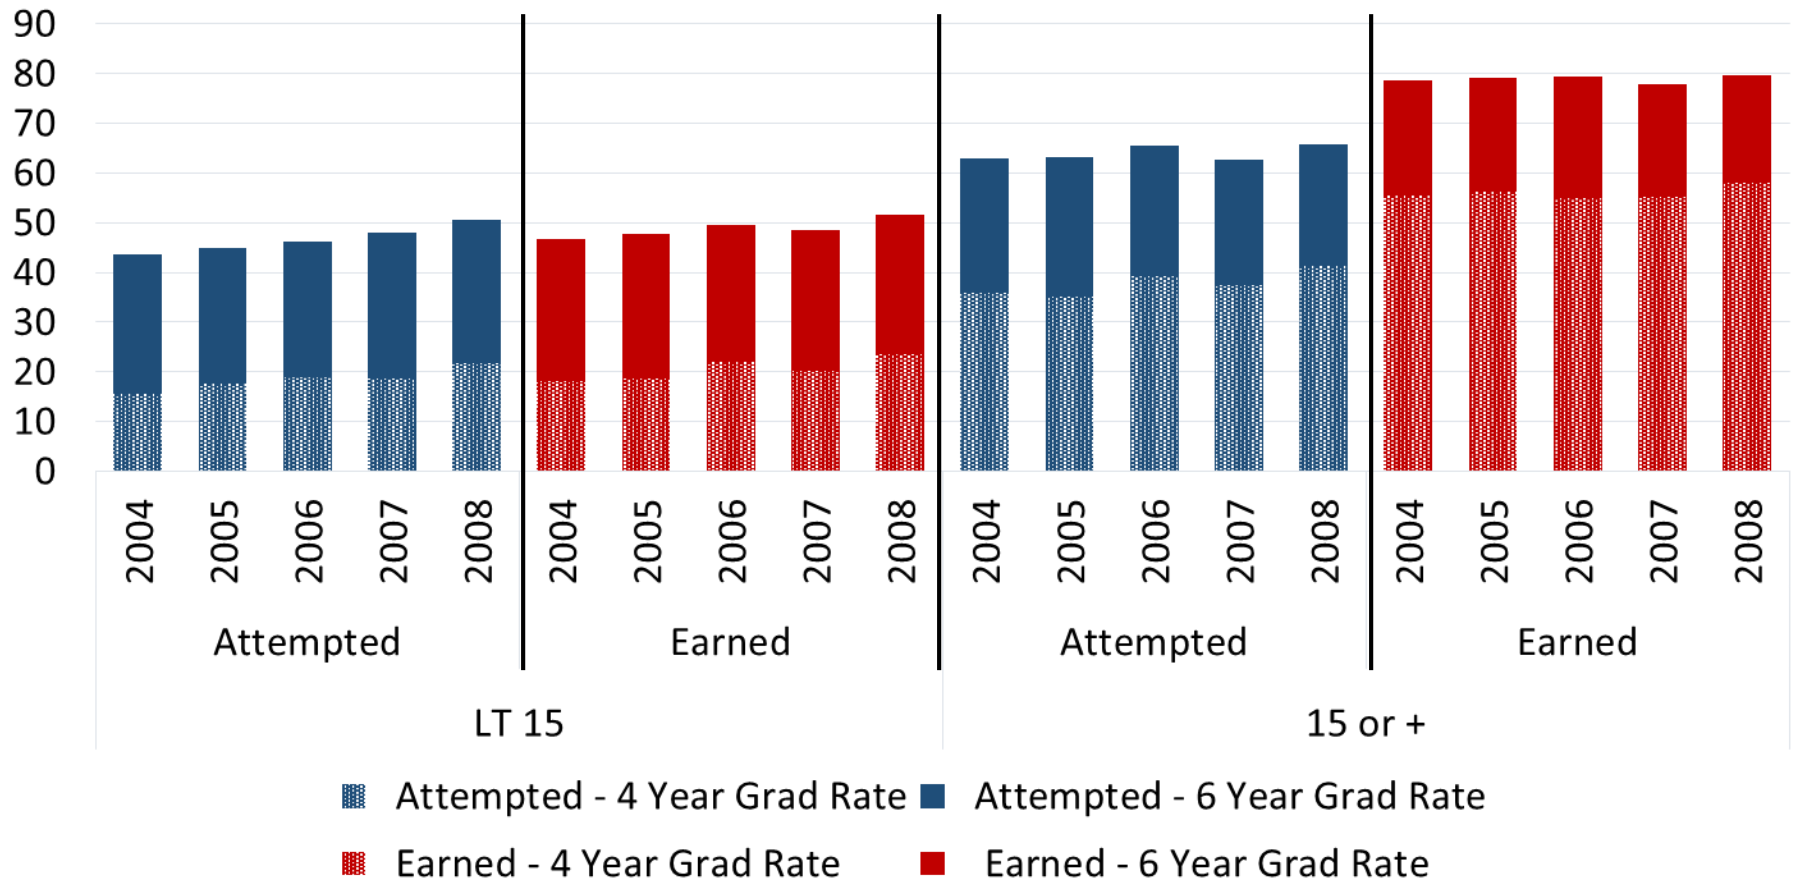 90
80
70
60
50
40
30
20
10
0
2004 2005 2006 2007 2008 2004 2005 2006 2007 2008 2004 2005 2006 2007 2008 2004 2005 2006 2007 2008
Attempted Earned Attempted Earned
LT 15 15 or +
Attempted - 4 Year Grad Rate Attempted - 6 Year Grad Rate
Earned - 4 Year Grad Rate Earned - 6 Year Grad Rate